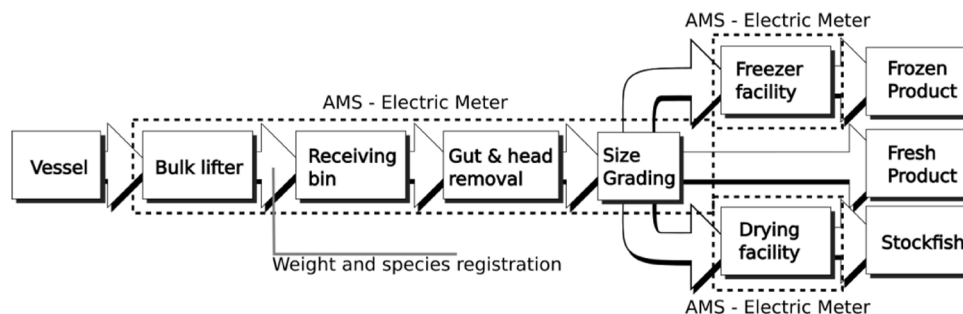 AMS - Electric Meter
AMS - Electric Meter
Vessel
Bulk lifter
Receiving
bin
Gut & head
removal
Size
Grading
Freezer
facility
Frozen
Product
Fresh
Product
Drying
facility
Stockfish
Weight and species registration
AMS - Electric Meter